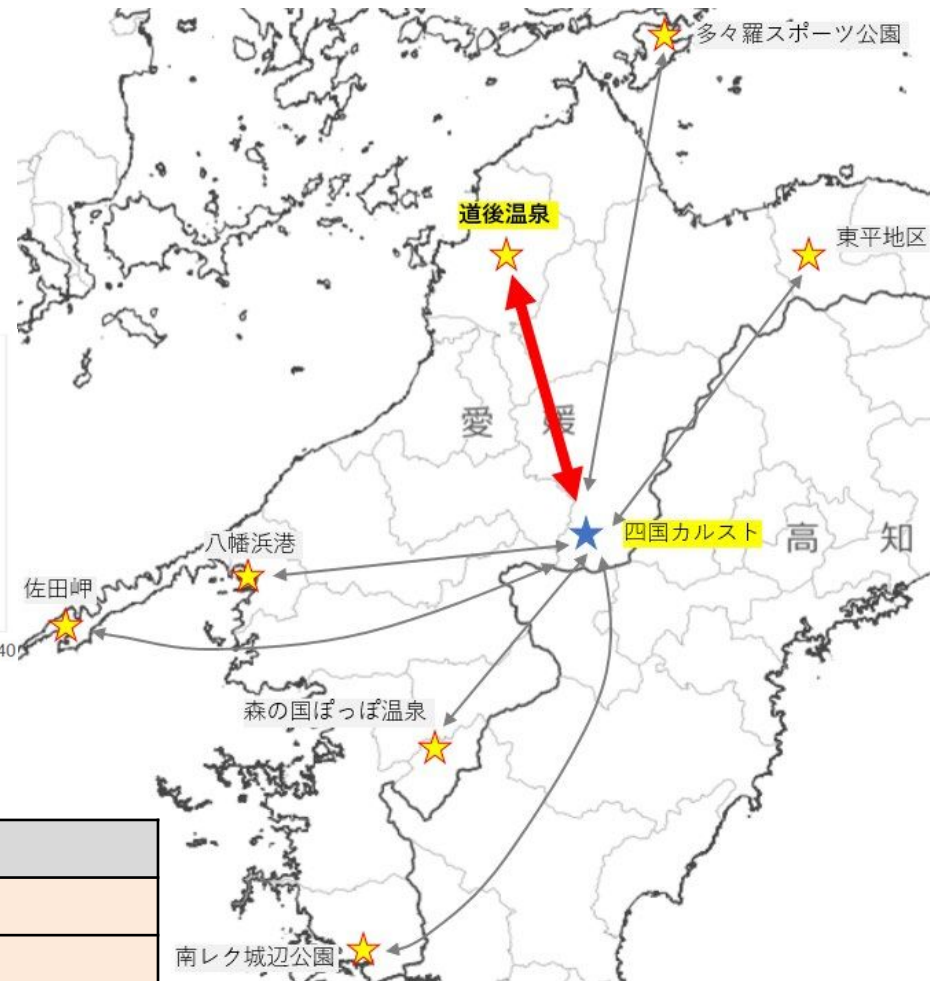 多々羅スポーツ公園
道後温泉
東平地区
愛媛
四国カルスト
高知
八幡浜港
佐田岬
40
森の国ぽっぽ温泉
南レク城辺公園